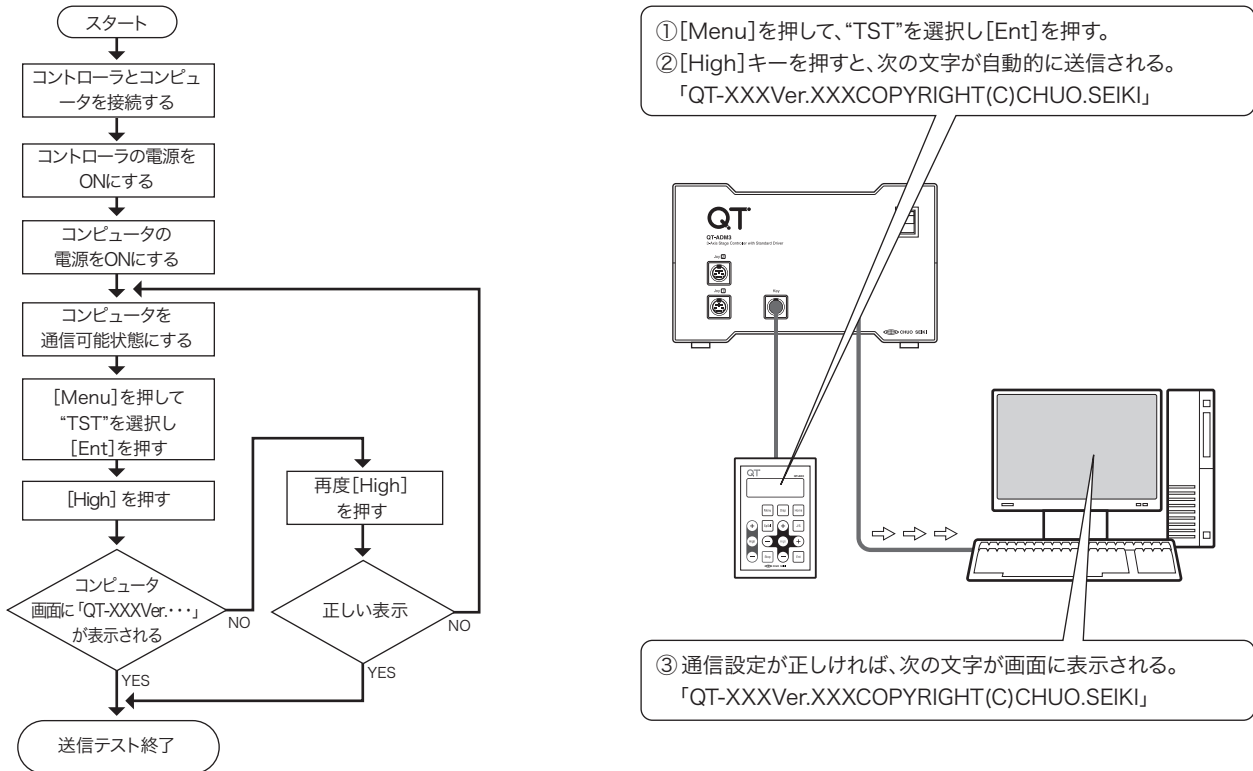 スタート
コントローラとコンピュ
ータを接続する
コントローラの電源を
ONにする
コンピュータの
電源をONにする
コンピュータを
通信可能状態にする
[Menu]を押して
“TST”を選択し
[Ent]を押す
[High] を押す
コンピュータ
画面に「QT-XXXVer.・・・」
が表示される
NO
YES
再度[High]
を押す
正しい表示
NO
YES
送信テスト終了
①[Menu]を押して、“TST”を選択し[Ent]を押す。
②[High]キーを押すと、次の文字が自動的に送信される。
「QT-XXXVer.XXXCOPYRIGHT(C)CHUO.SEIKI」
QT
QT-ADM3
Joy
Joy
Key
CHUO SEIKI
QT
③通信設定が正しければ、次の文字が画面に表示される。
「QT-XXXVer.XXXCOPYRIGHT(C)CHUO.SEIKI」